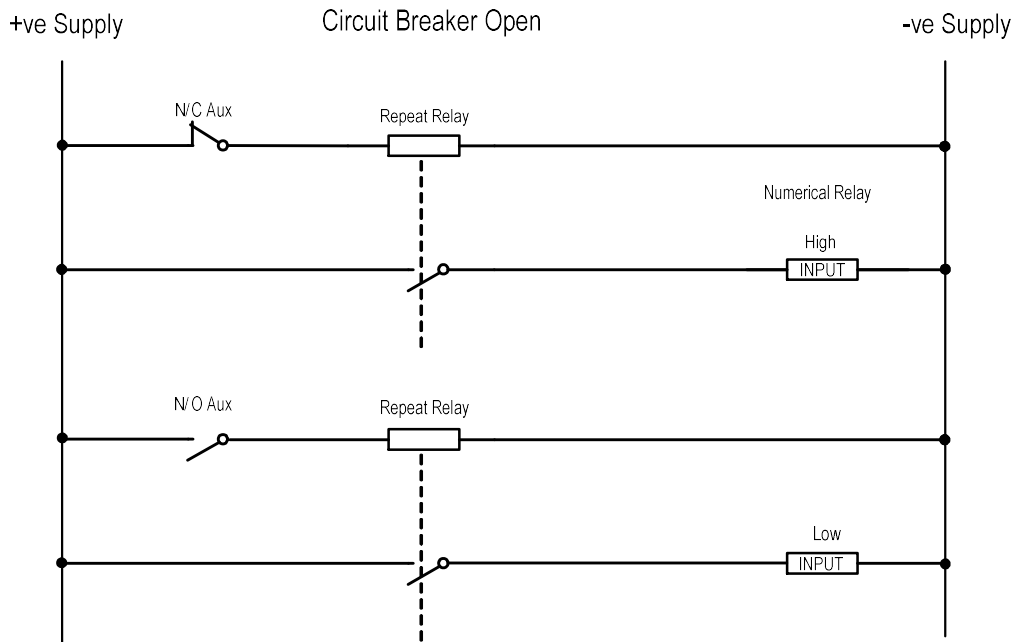 +ve Supply
Circuit Breaker Open
-ve Supply
N/C Aux
Repeat Relay
Numerical Relay
High
INPUT
N/O Aux
Repeat Relay
Low
INPUT